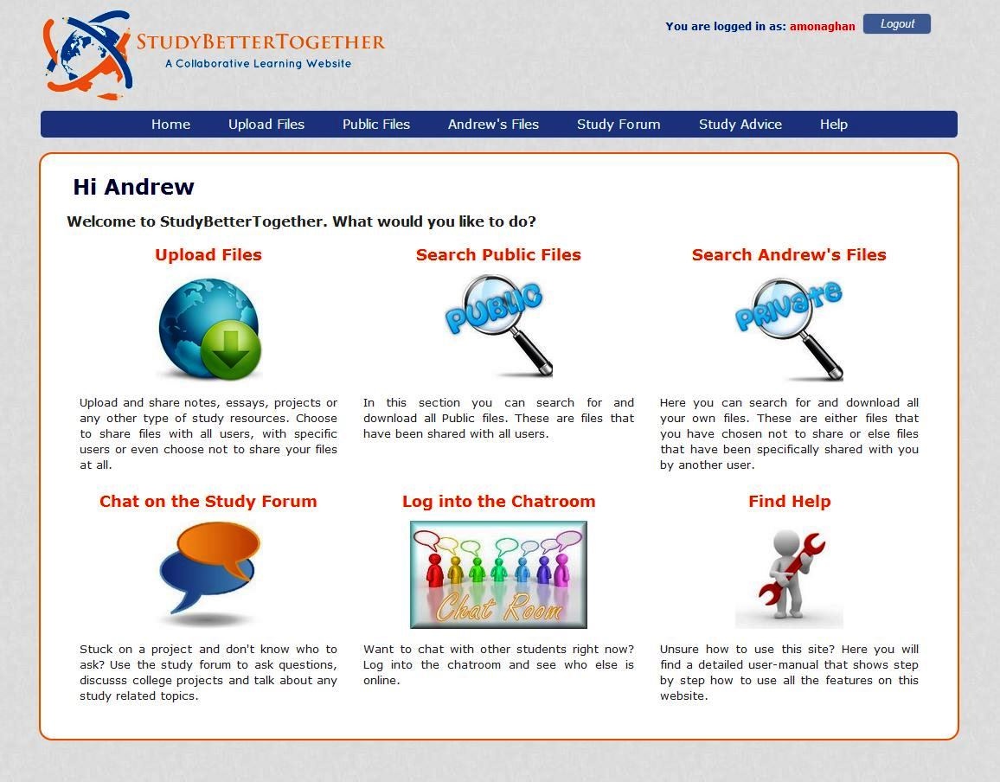 StudyBetterTogether
A Collaborative Learning Website
You are logged in as: amonaghan Logout
Home Upload Files Public Files Andrew's Files Study Forum Study Advice Help
Hi Andrew
Welcome to StudyBetterTogether. What would you like to do?
Upload Files
PUBLIC
Upload and share notes, essays, projects or
any other type of study resources. Choose
to share files with all users, with specific
users or even choose not to share your files
at all.
Search Public Files
In this section you can search for and
download all Public files. These are files that
have been shared with all users.
Search Andrew's Files
PRIVATE
Here you can search for and download all
your own files. These are either files that
you have chosen not to share or else files
that have been specifically shared with you
by another user.
Chat on the Study Forum
Stuck on a project and don't know who to
ask? Use the study forum to ask questions,
discusss college projects and talk about any
study related topics.
Log into the Chatroom
Chat Room
Want to chat with other students right now?
Log into the chatroom and see who else is
online.
Find Help
Unsure how to use this site? Here you will
find a detailed user-manual that shows step
by step how to use all the features on this
website.